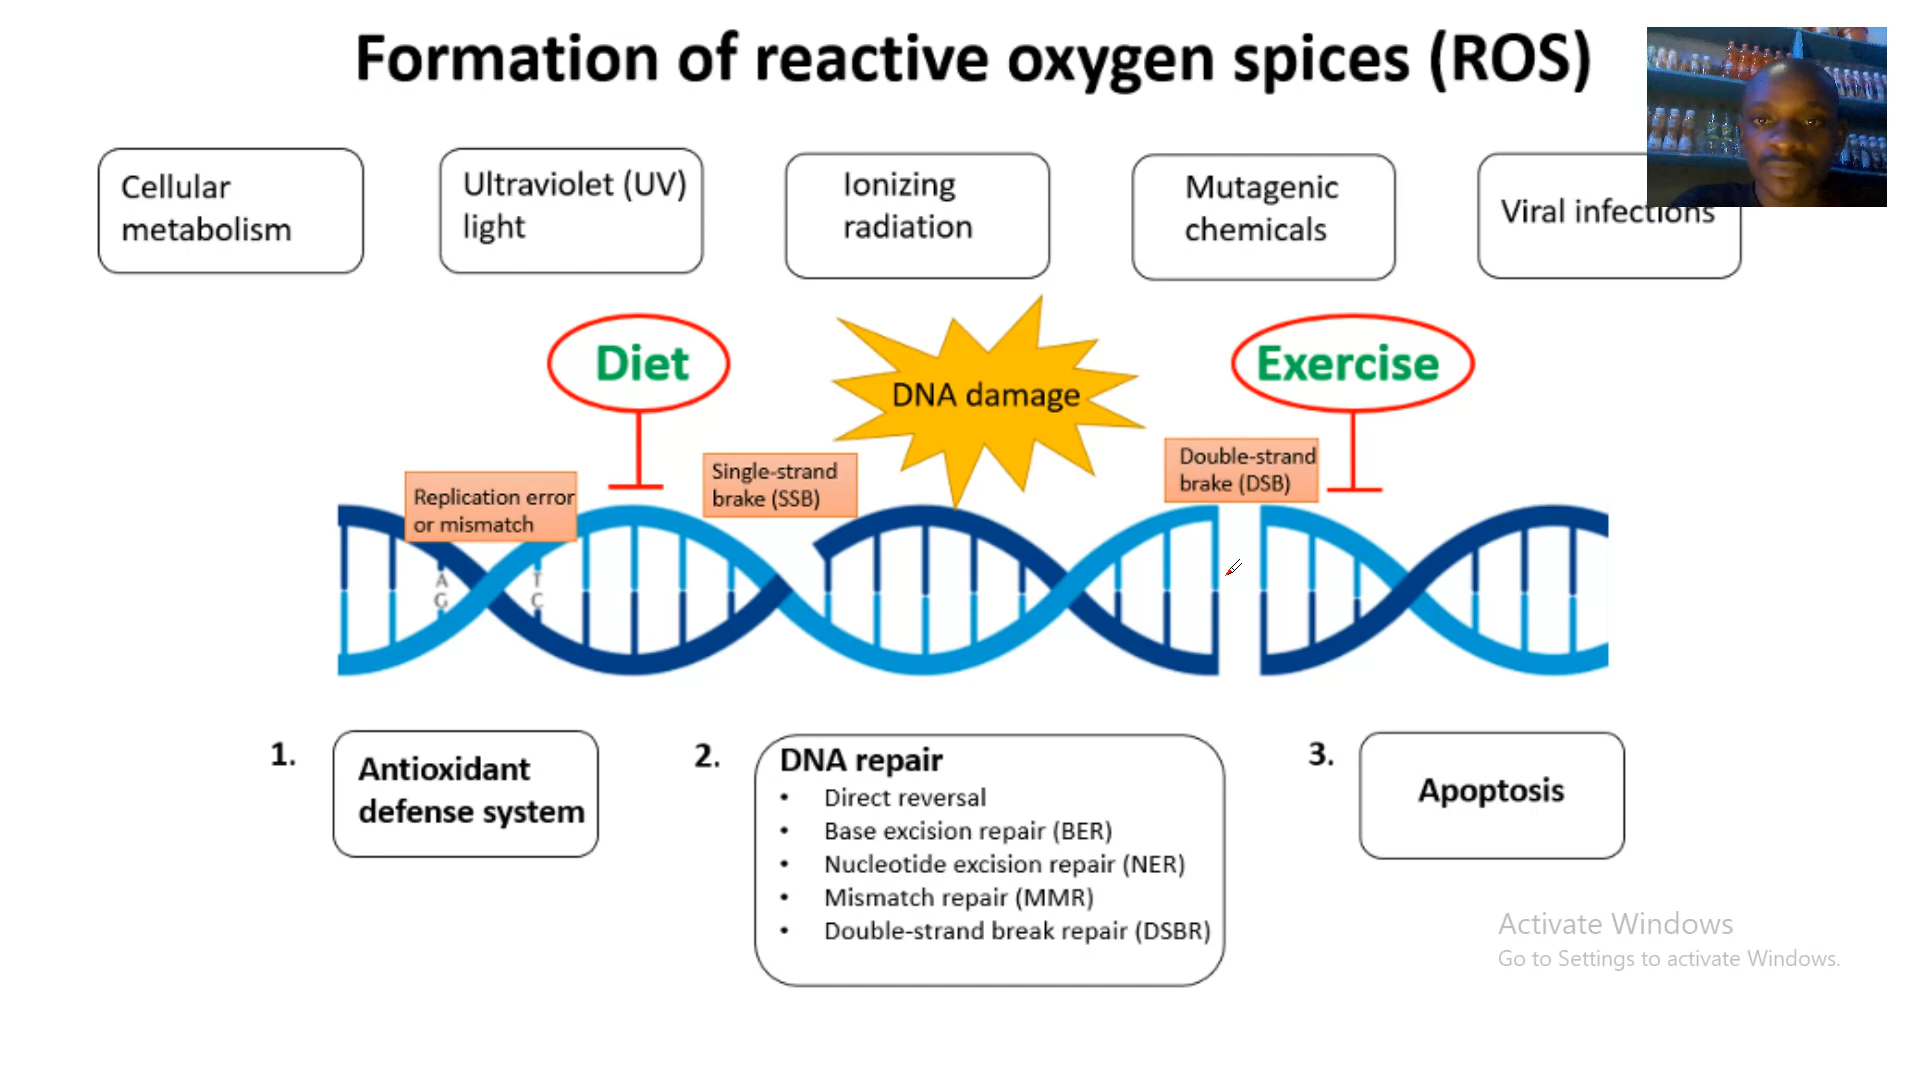 Formation of reactive oxygen spices (ROS)
Cellular
metabolism
Ultraviolet (UV)
light
Ionizing
radiation
Mutagenic
chemicals
Viral infections
Diet
DNA damage
Exercise
Replication error
or mismatch
Single-strand
brake (SSB)
Double-strand
brake (DSB)
A
G
T
C
1.
Antioxidant
defense system
2.
DNA repair
• Direct reversal
• Base excision repair (BER)
• Nucleotide excision repair (NER)
• Mismatch repair (MMR)
• Double-strand break repair (DSBR)
3.
Apoptosis
Activate Windows
Go to Settings to activate Windows.